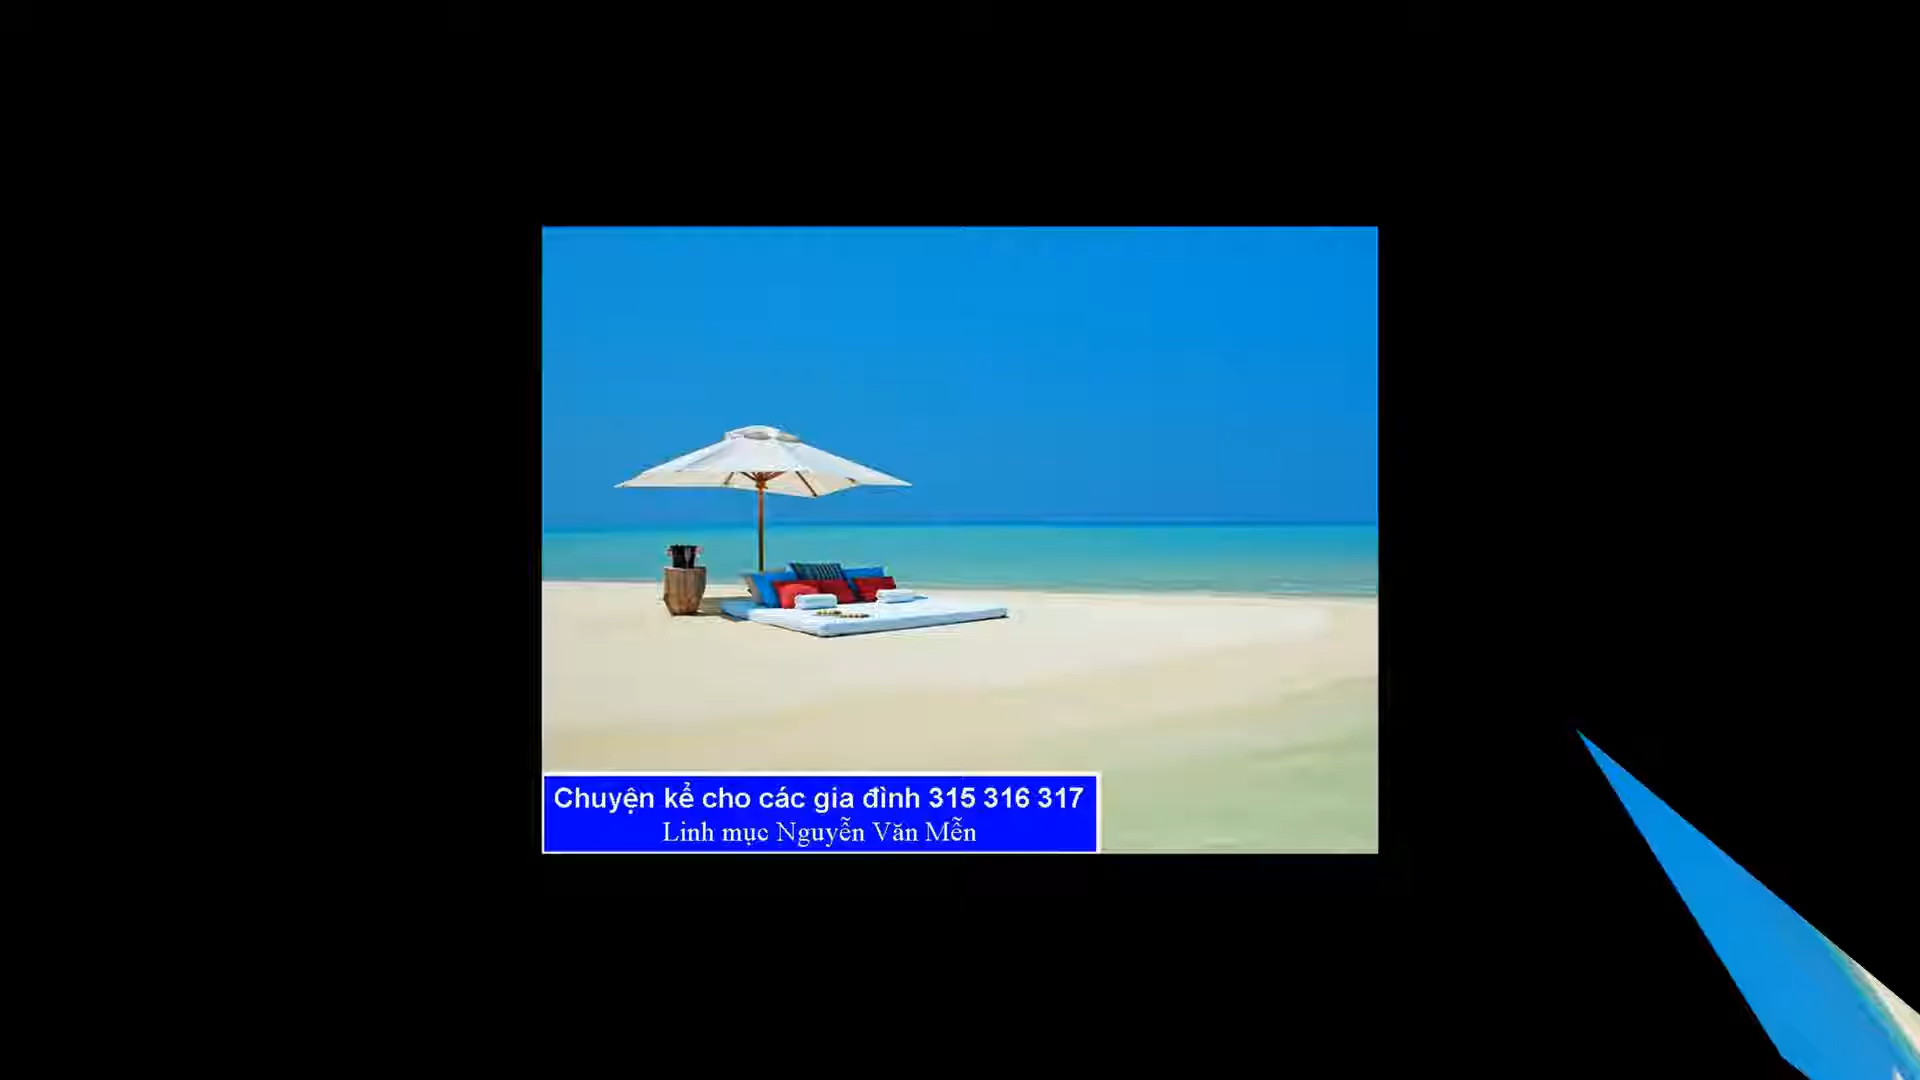 Chuyện kể cho các gia đình 315 316 317
Linh mục Nguyễn Văn Mễn